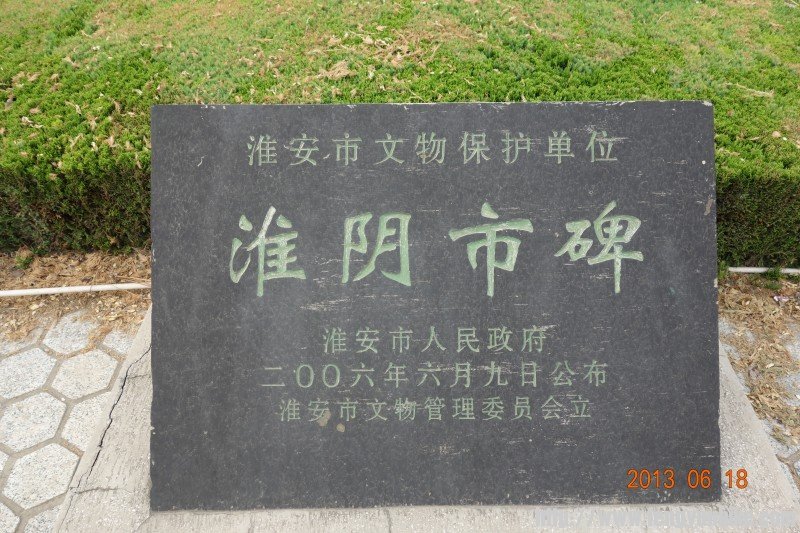 淮安市文物保护单位
淮阴市碑
淮安市人民政府
二〇〇六年六月九日公布
淮安市文物管理委员会立
2013 06 18